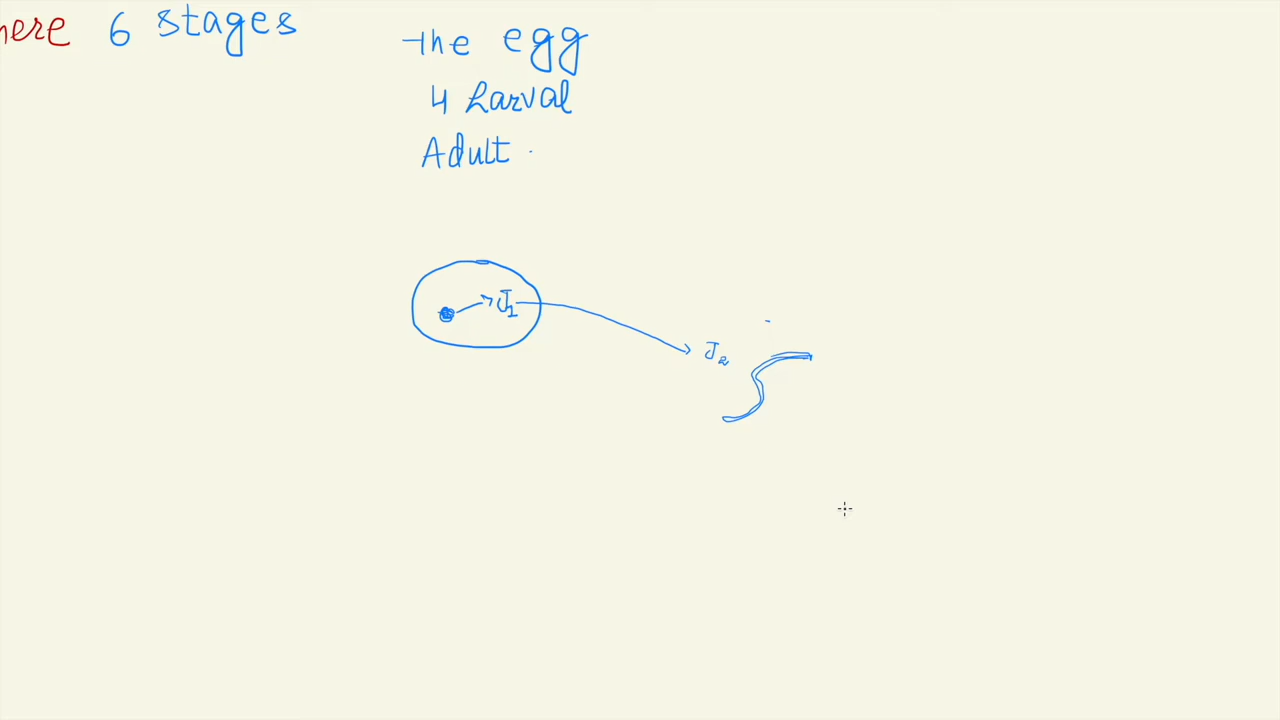 here 6 stages
the egg
4 Larval
Adult
J1
J2